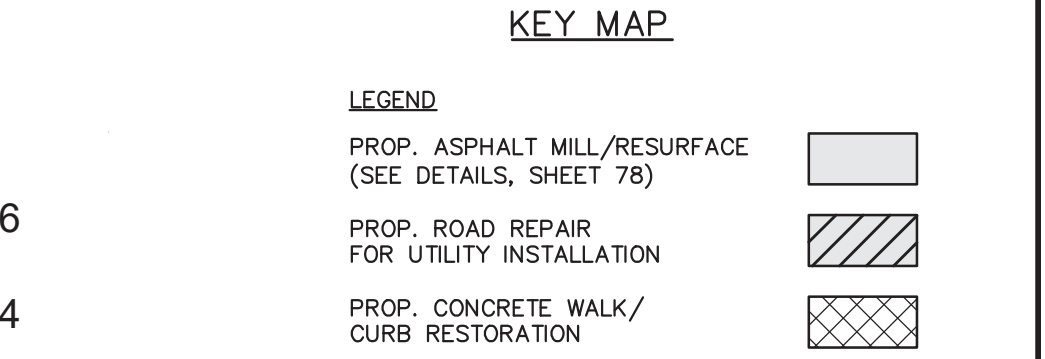 KEY MAP
LEGEND
PROP. ASPHALT MILL/RESURFACE
(SEE DETAILS, SHEET 78)
6
PROP. ROAD REPAIR
FOR UTILITY INSTALLATION
4
PROP. CONCRETE WALK/
CURB RESTORATION